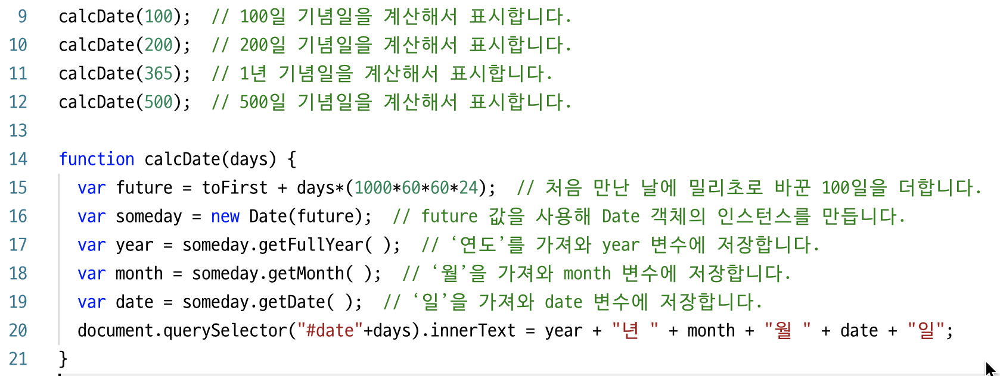 9 calcDate(100);  // 100일 기념일을 계산해서 표시합니다.
10 calcDate(200);  // 200일 기념일을 계산해서 표시합니다.
11 calcDate(365);  // 1년 기념일을 계산해서 표시합니다.
12 calcDate(500);  // 500일 기념일을 계산해서 표시합니다.
13
14 function calcDate(days) {
15   var future = toFirst + days*(1000*60*60*24);  // 처음 만난 날에 밀리초로 바꾼 100일을 더합니다.
16   var someday = new Date(future);  // future 값을 사용해 Date 객체의 인스턴스를 만듭니다.
17   var year = someday.getFullYear( );  // ‘연도’를 가져와 year 변수에 저장합니다.
18   var month = someday.getMonth( );  // ‘월’을 가져와 month 변수에 저장합니다.
19   var date = someday.getDate( );  // ‘일’을 가져와 date 변수에 저장합니다.
20   document.querySelector("#date"+days).innerText = year + "년 " + month + "월 " + date + "일";
21 }